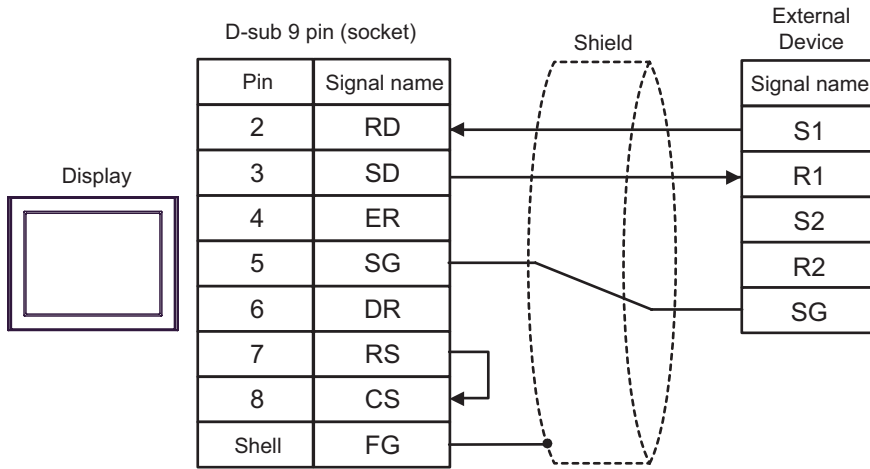 D-sub 9 pin (socket)
Shield
External
Device
Pin Signal name
Signal name
2 RD
S1
3 SD
R1
Display
4 ER
S2
5 SG
R2
6 DR
SG
7 RS
8 CS
Shell FG